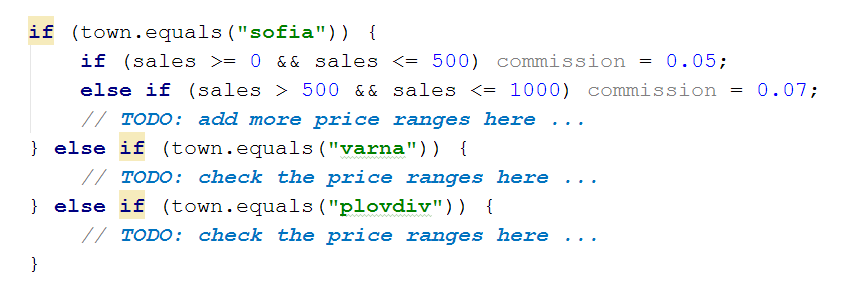 if (town.equals("sofia")) {
if (sales >= 0 && sales <= 500) commission = 0.05;
else if (sales > 500 && sales <= 1000) commission = 0.07;
// TODO: add more price ranges here ...
} else if (town.equals("varna")) {
// TODO: check the price ranges here ...
} else if (town.equals("plovdiv")) {
// TODO: check the price ranges here ...
}